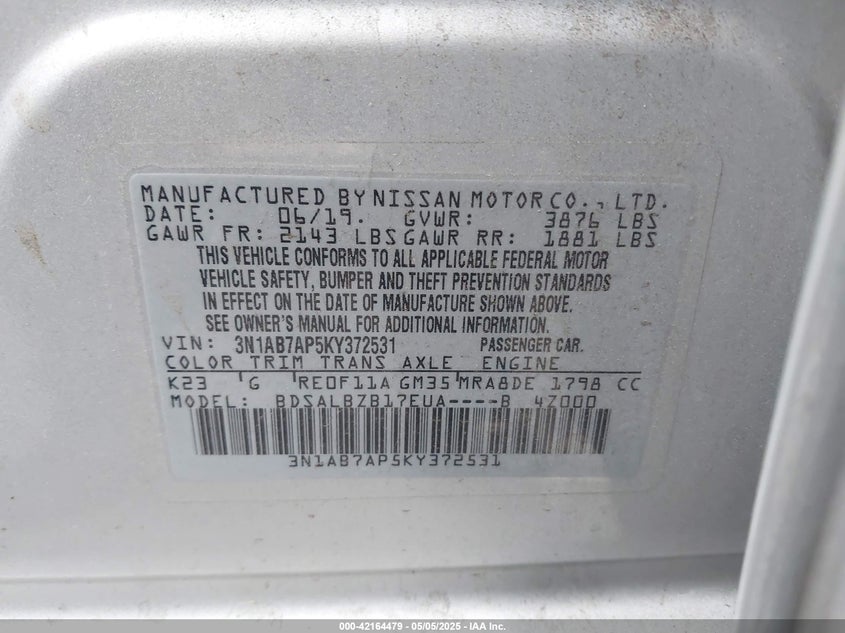 MANUFACTURED BY NISSAN MOTOR CO., LTD.
DATE: 06/19. GVWR: 3876 LBS
GAWR FR: 2143 LBS GAWR RR: 1881 LBS
THIS VEHICLE CONFORMS TO ALL APPLICABLE FEDERAL MOTOR
VEHICLE SAFETY, BUMPER AND THEFT PREVENTION STANDARDS
IN EFFECT ON THE DATE OF MANUFACTURE SHOWN ABOVE.
SEE OWNER'S MANUAL FOR ADDITIONAL INFORMATION.
VIN: 3N1AB7AP5KY372531 PASSENGER CAR.
COLOR TRIM TRANS AXLE ENGINE
K23 G RE0F11A GM35 MRA8DE 1798 CC
MODEL: BDSALBZB17EUA----B 4Z000
3N1AB7AP5KY372531
000-42164479 - 05/05/2025 - IAA Inc.